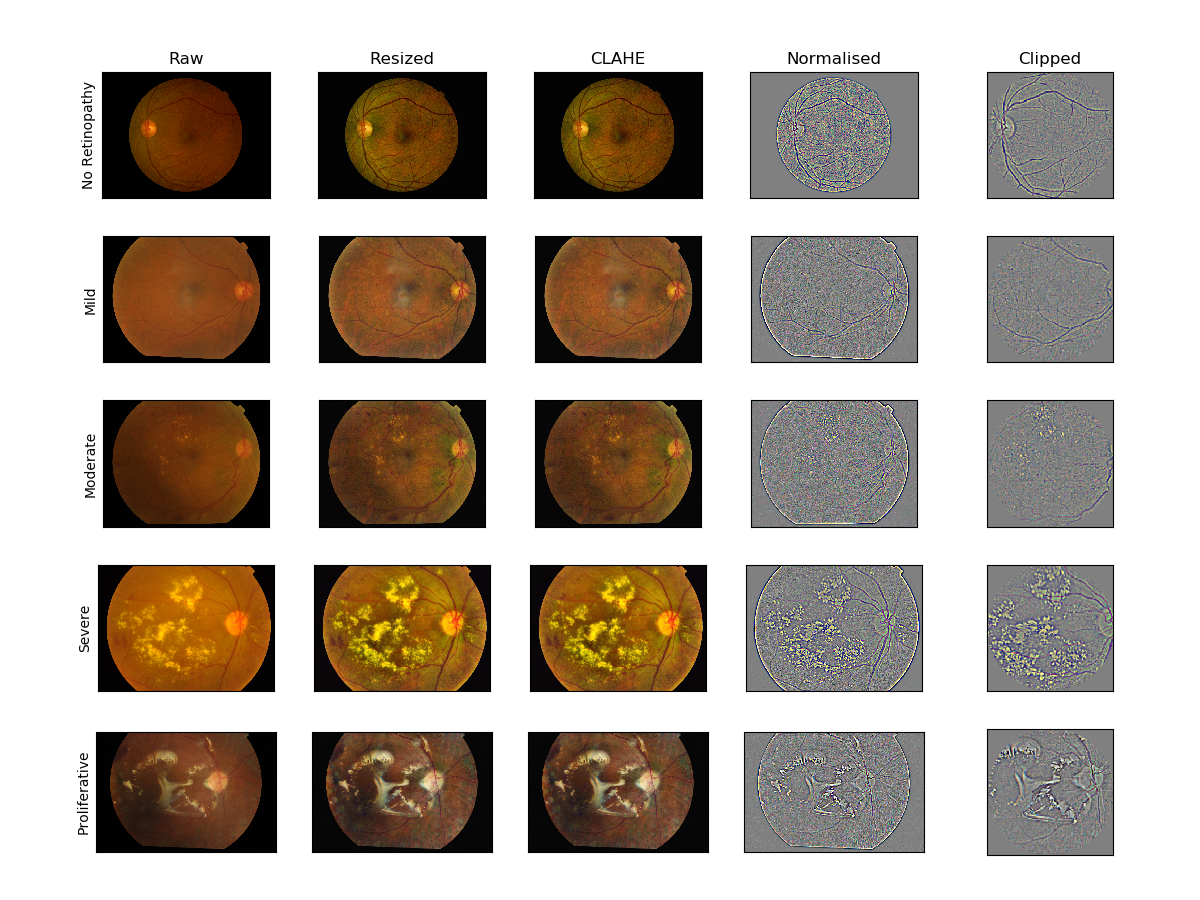 Raw
Resized
CLAHE
Normalised
Clipped
No Retinopathy
Mild
Moderate
Severe
Proliferative